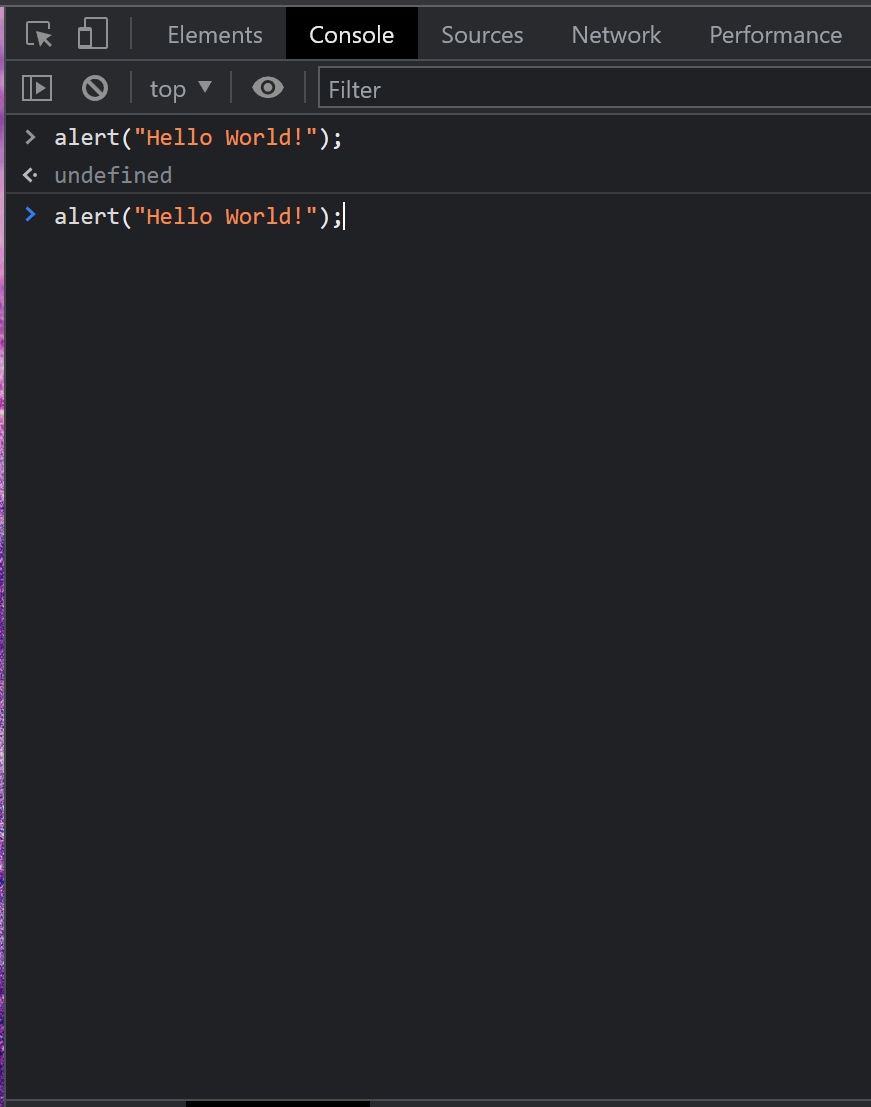 Elements Console Sources Network Performance
top Filter
> alert("Hello World!");
undefined
> alert("Hello World!");